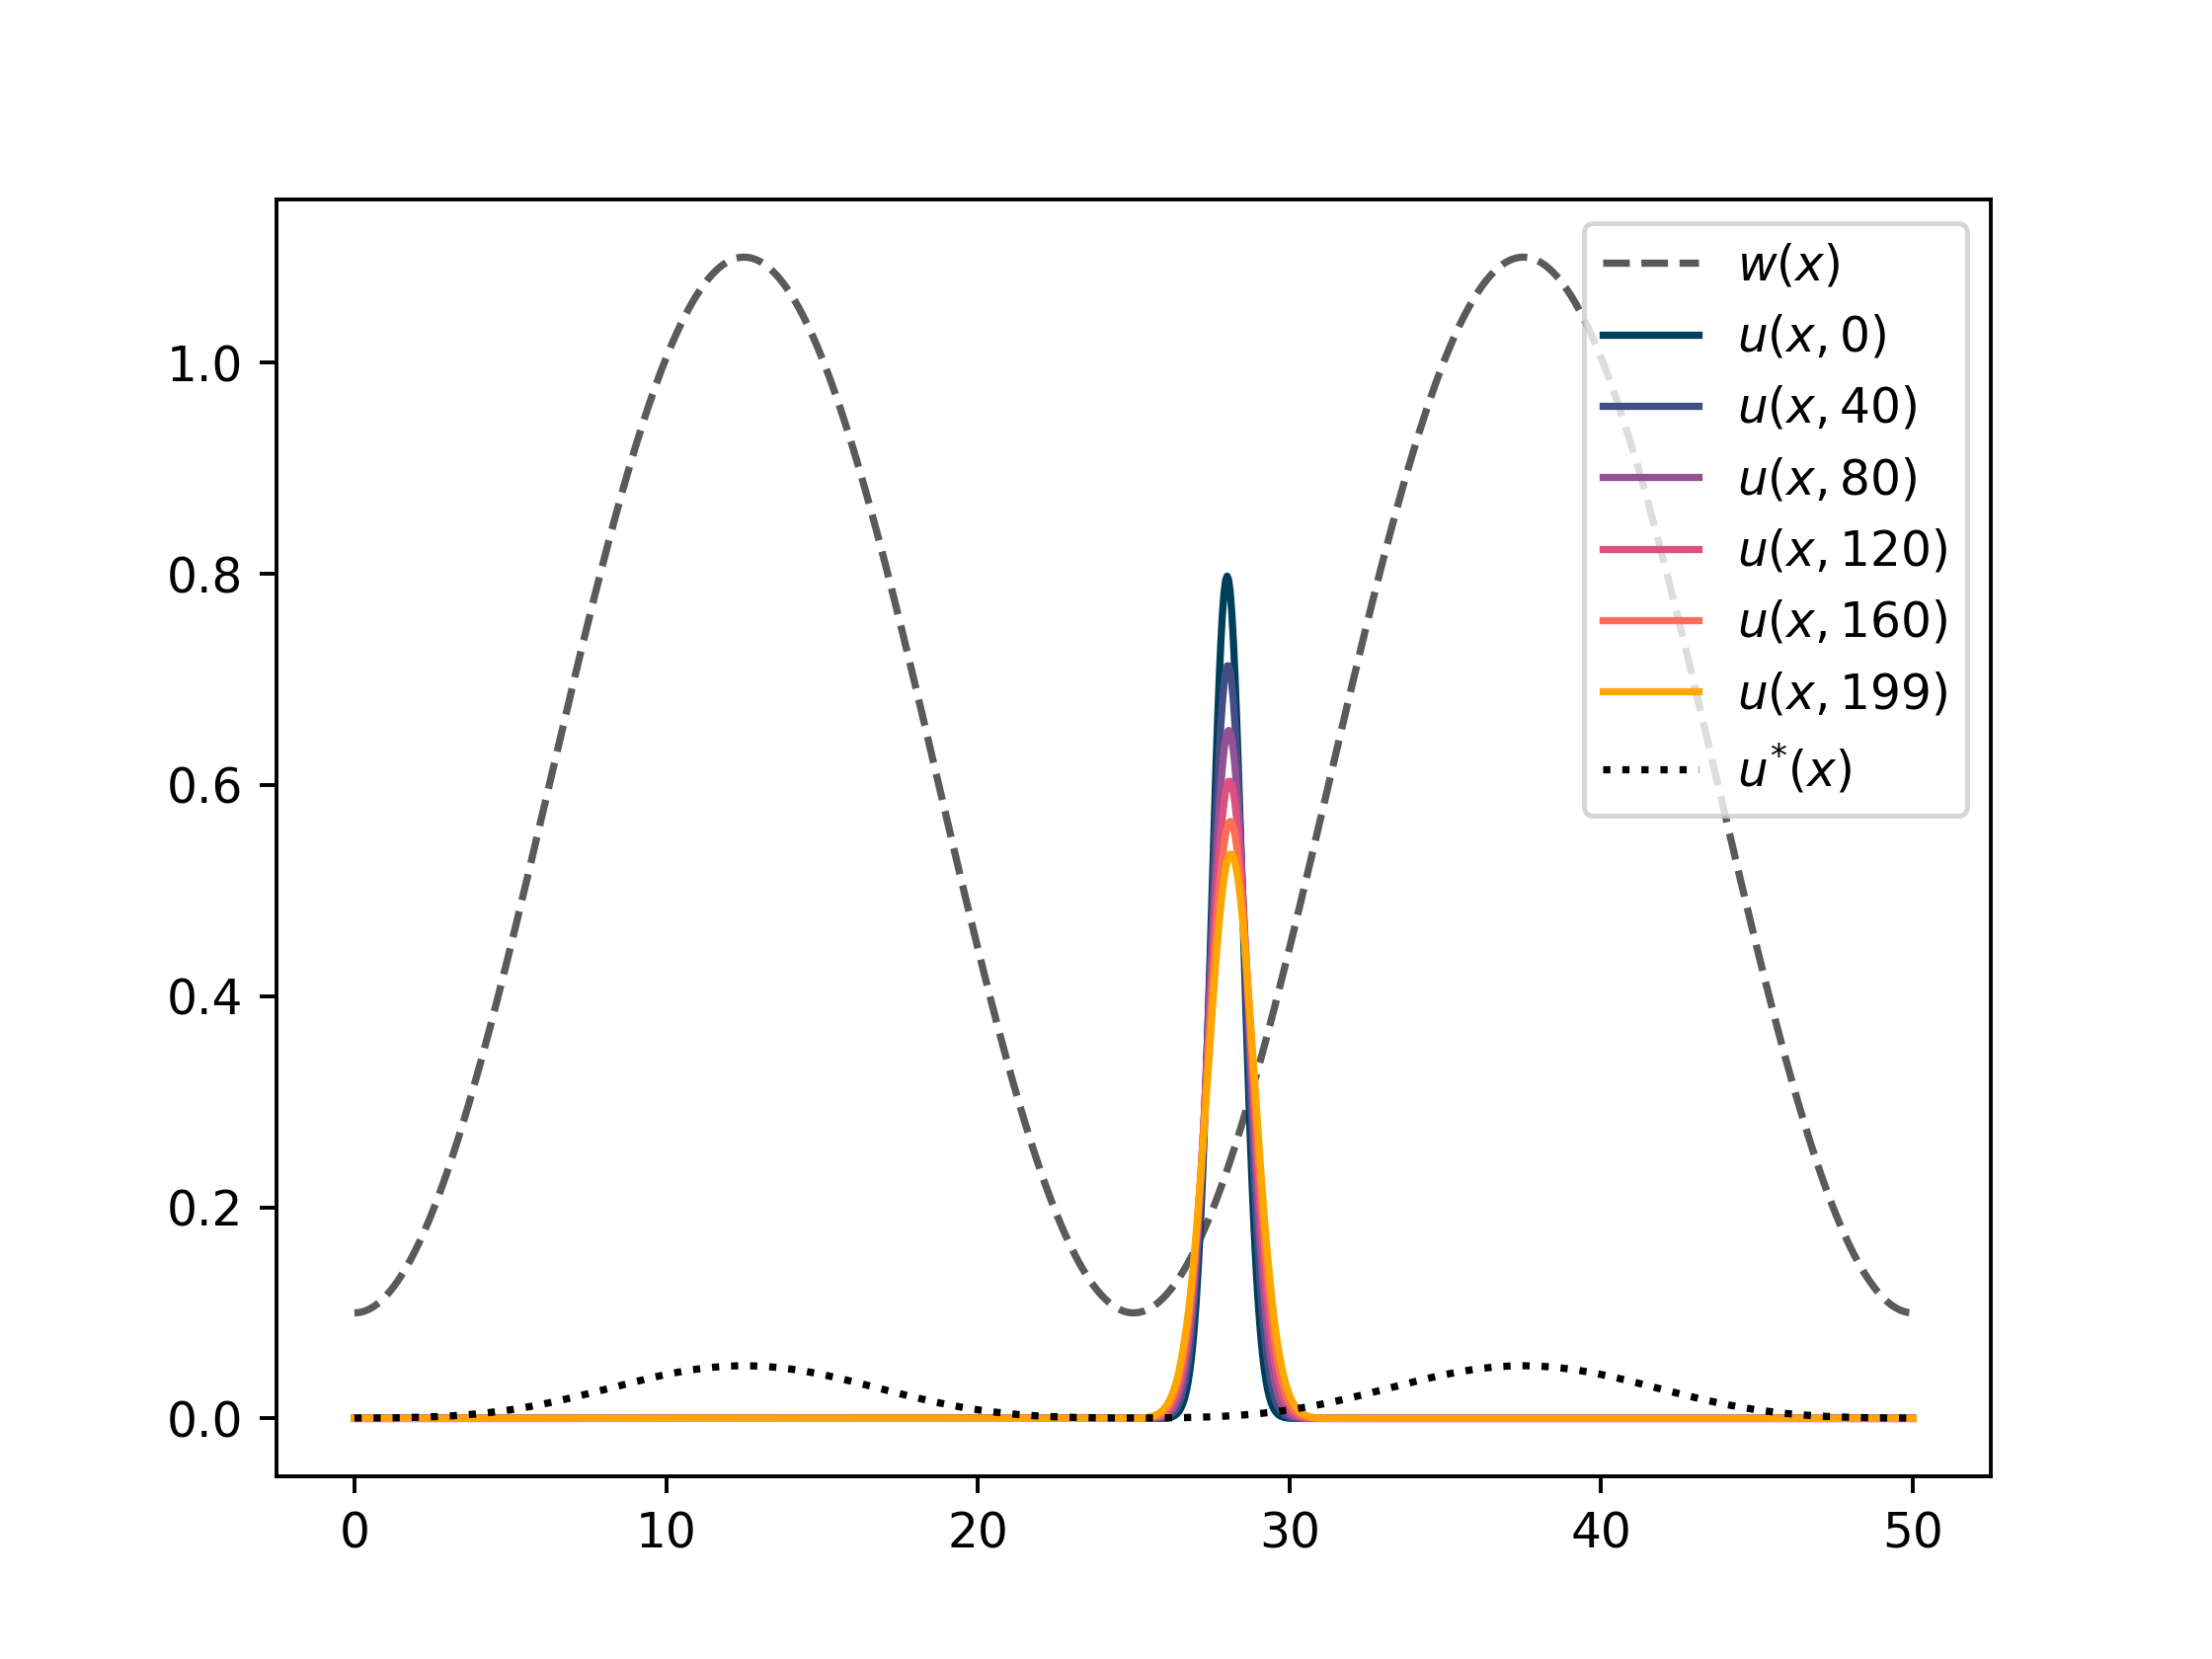 w(x)
u(x, 0)
u(x, 40)
u(x, 80)
u(x, 120)
u(x, 160)
u(x, 199)
u*(x)
1.0
0.8
0.6
0.4
0.2
0.0
0 10 20 30 40 50